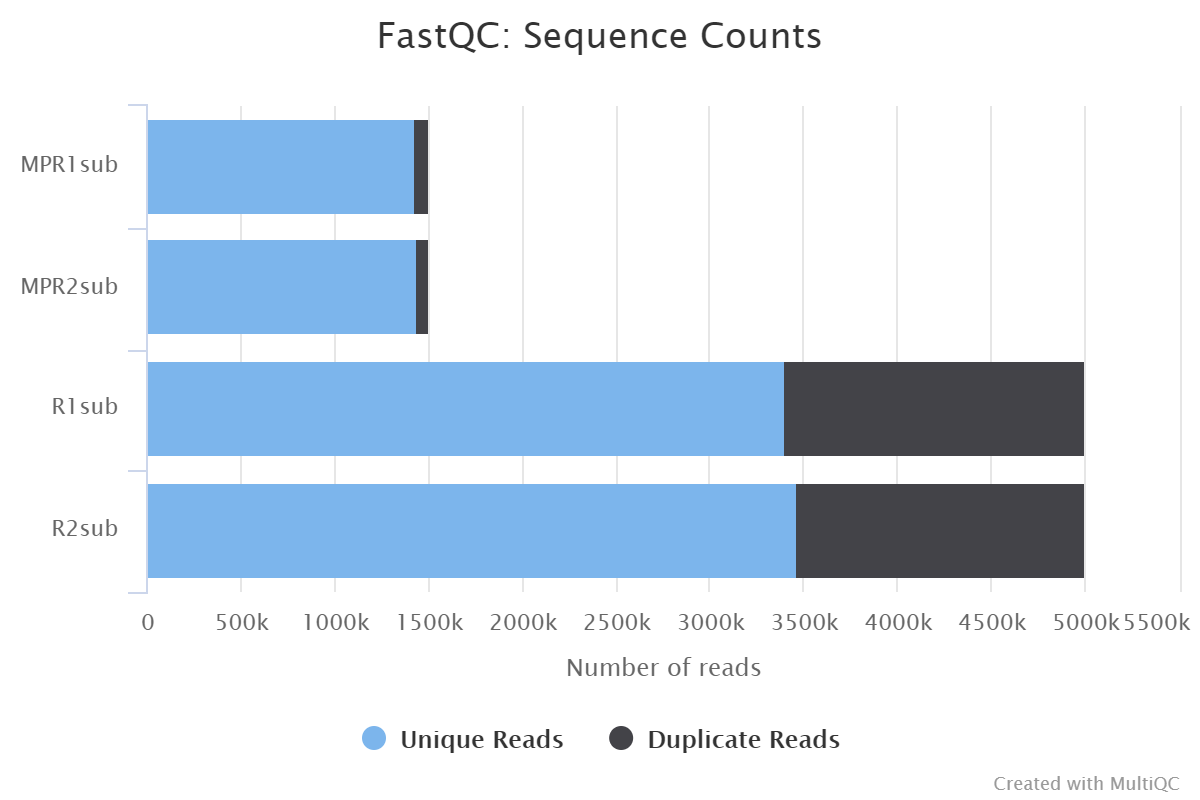 FastQC: Sequence Counts
MPR1sub
MPR2sub
R1sub
R2sub
0 500k 1000k 1500k 2000k 2500k 3000k 3500k 4000k 4500k 5000k 5500k
Number of reads
Unique Reads Duplicate Reads
Created with MultiQC